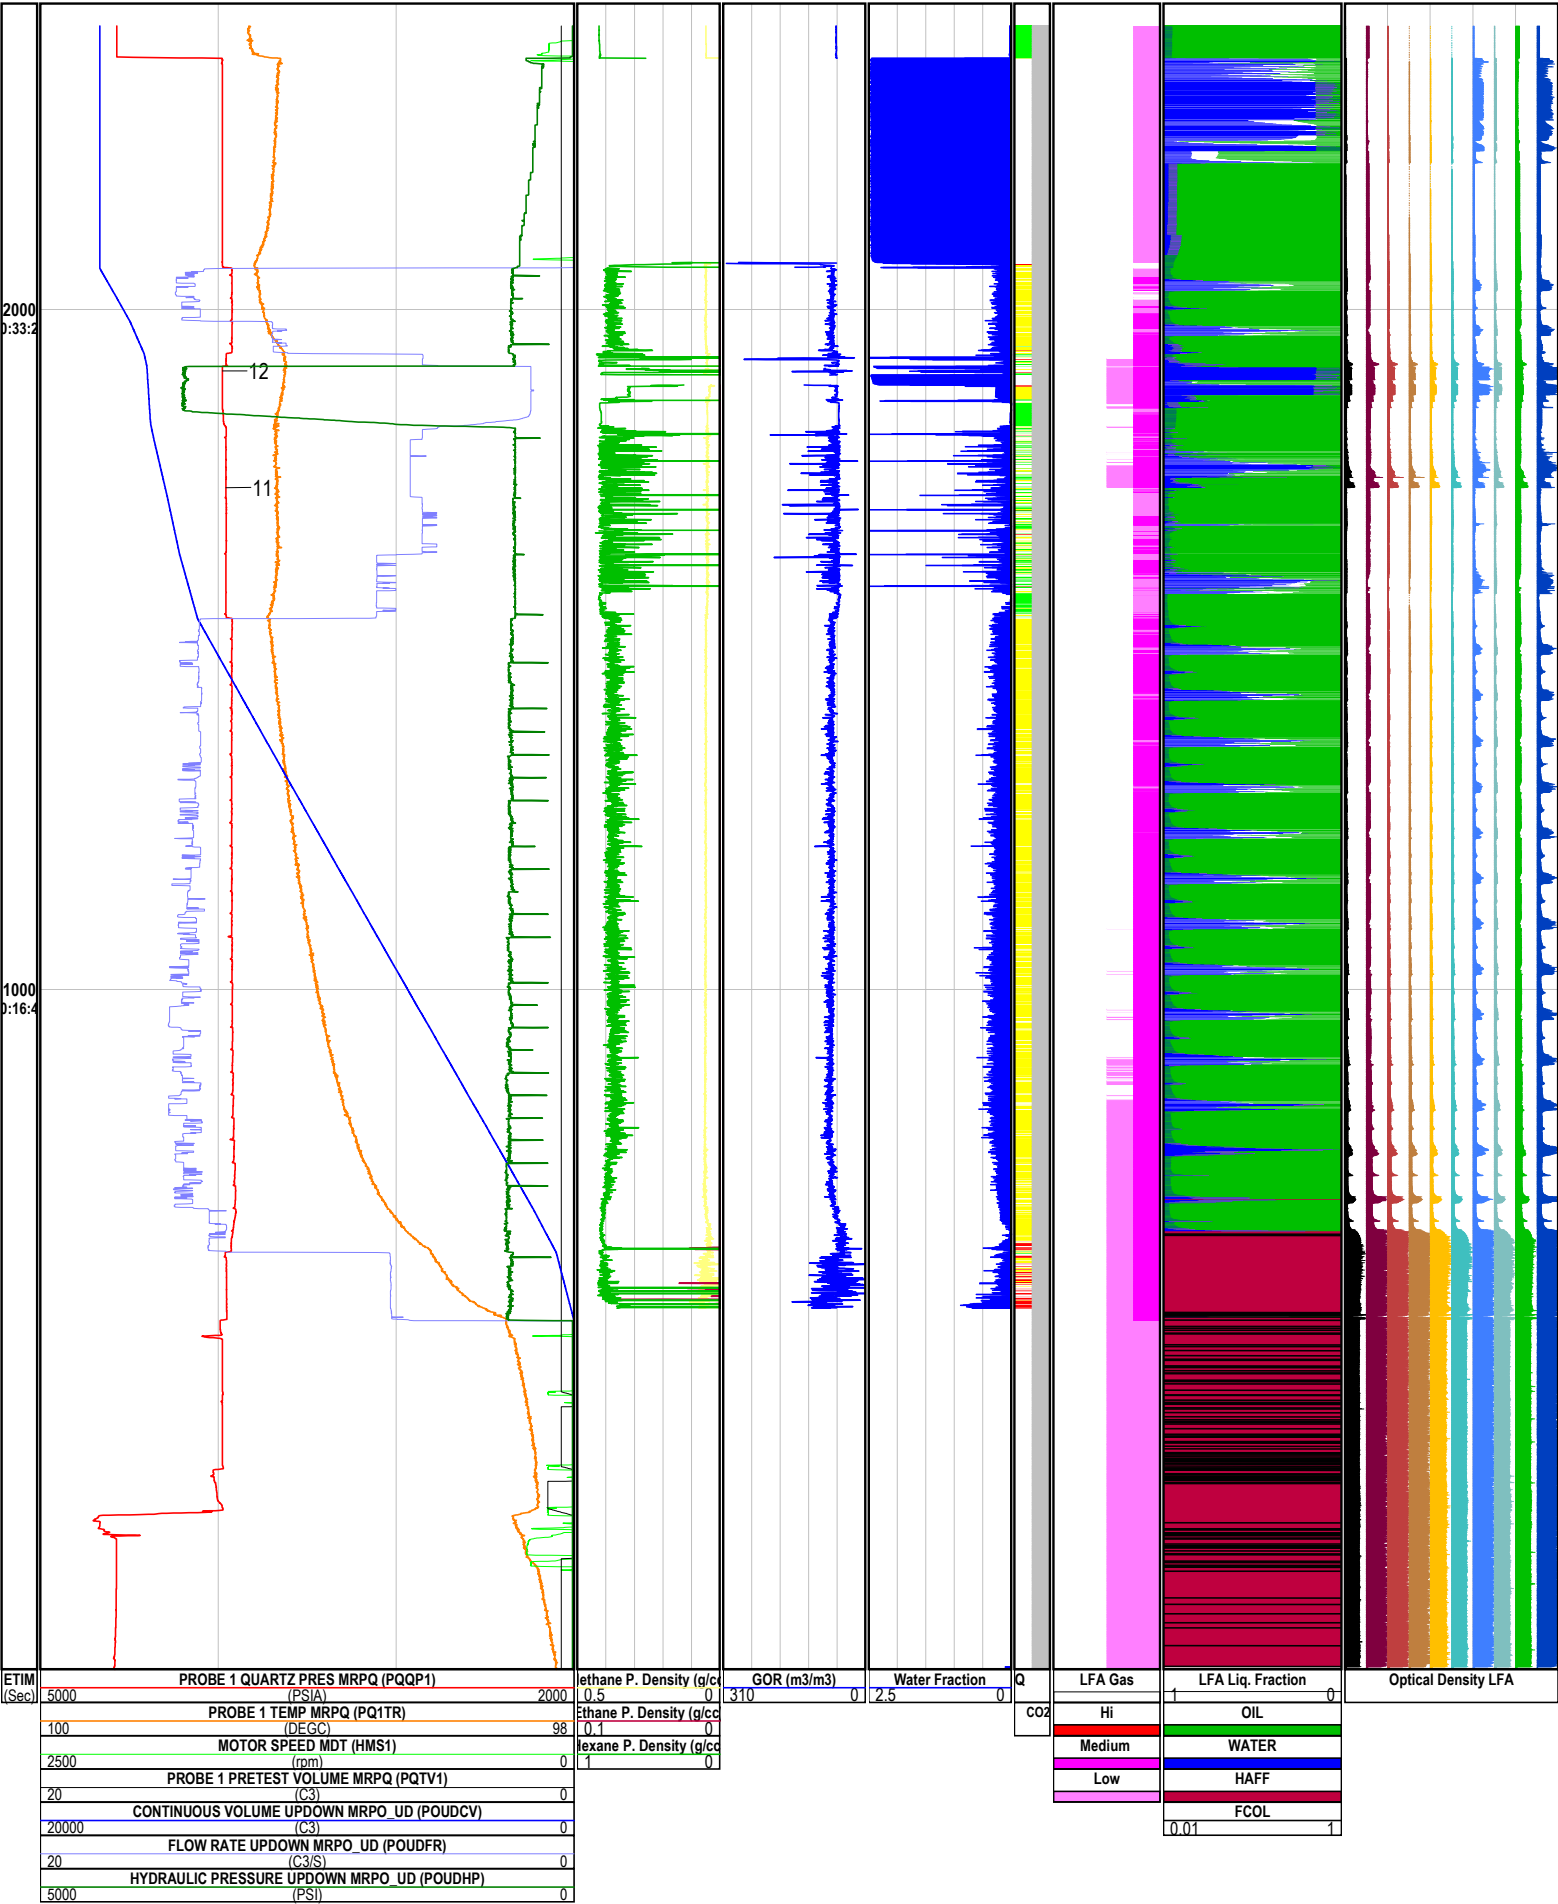 2000
0:33:2
12
11
1000
0:16:4
ETIM
(Sec)
PROBE 1 QUARTZ PRES MRPQ (PQQP1)
5000 (PSIA) 2000
PROBE 1 TEMP MRPQ (PQ1TR)
100 (DEGC) 98
MOTOR SPEED MDT (HMS1)
2500 (rpm) 0
PROBE 1 PRETEST VOLUME MRPQ (PQTV1)
20 (C3) 0
CONTINUOUS VOLUME UPDOWN MRPO_UD (POUDCV)
20000 (C3) 0
FLOW RATE UPDOWN MRPO_UD (POUDFR)
20 (C3/S) 0
HYDRAULIC PRESSURE UPDOWN MRPO_UD (POUDHP)
5000 (PSI) 0
lethane P. Density (g/cc
0.5 0
Ethane P. Density (g/cc
0.1 0
lexane P. Density (g/cc
1 0
GOR (m3/m3)
310 0
Water Fraction
2.5 0
Q
CO2
LFA Gas
Hi
Medium
Low
LFA Liq. Fraction
1 0
OIL
WATER
HAFF
FCOL
0.01 1
Optical Density LFA